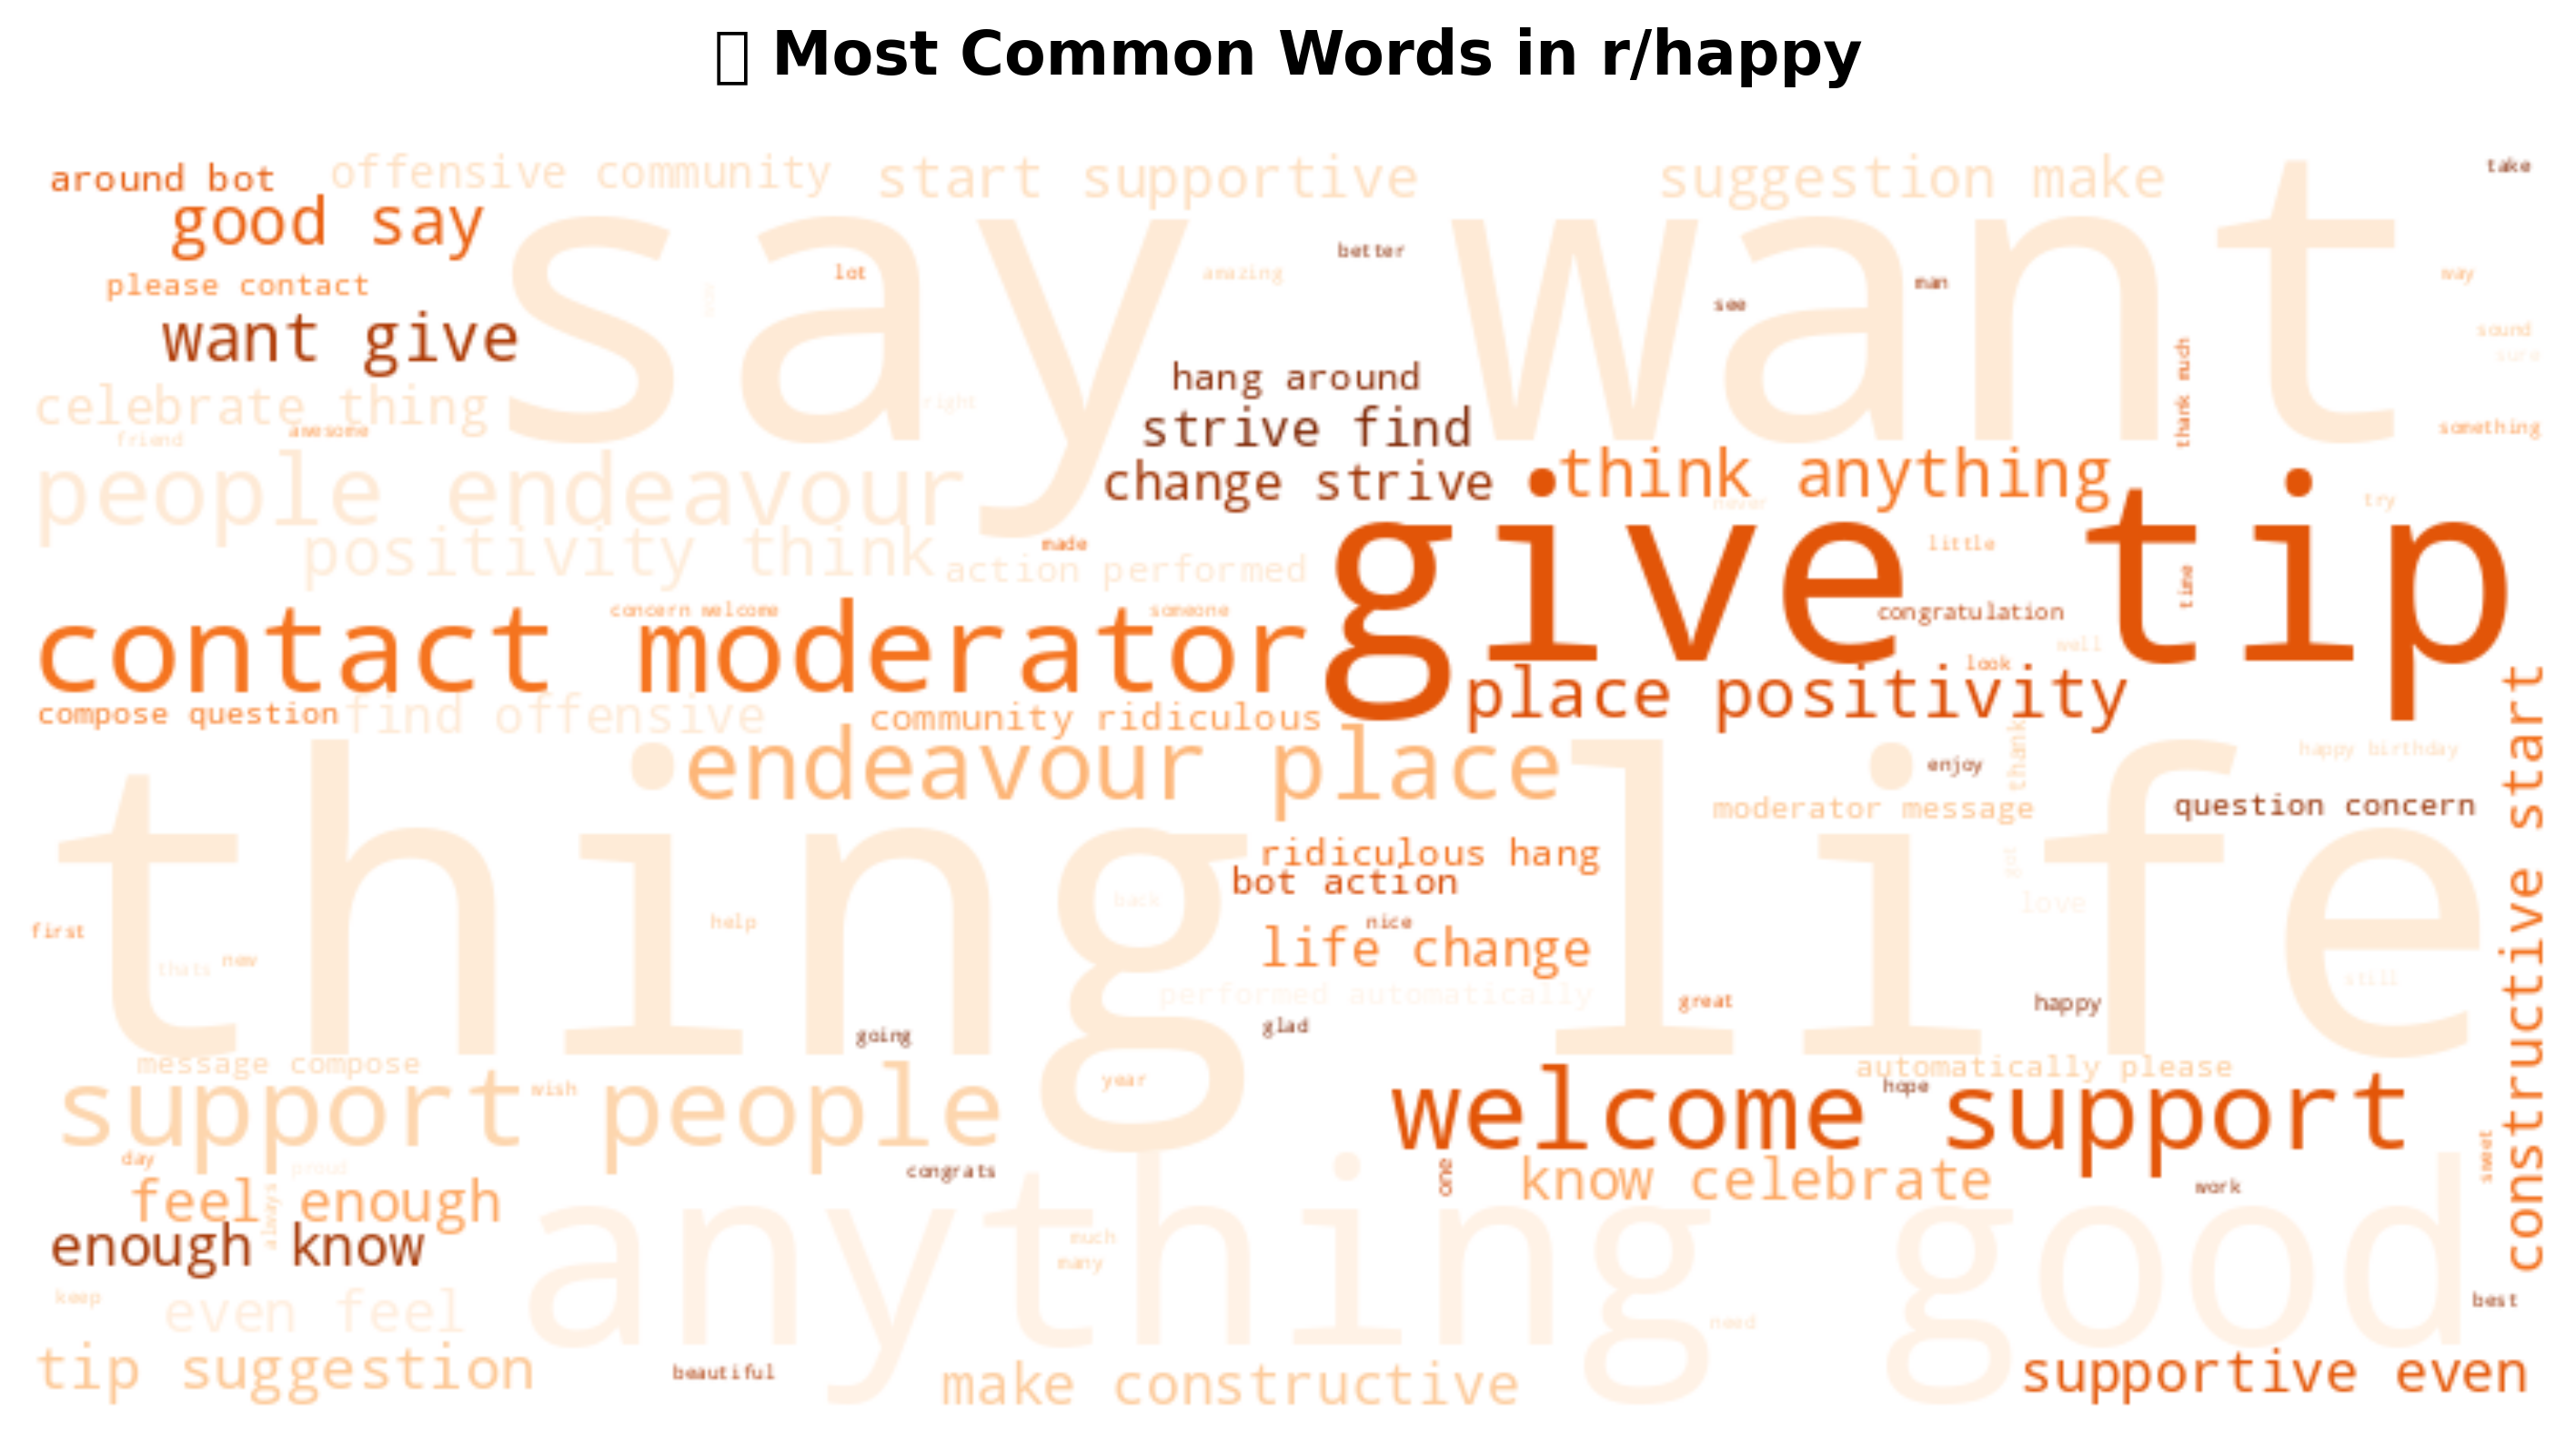 Most Common Words in r/happy
around bot
offensive community
start supportive
suggestion make
take
good say
say
want
better
lot
amazing
man
way
please contact
see
want give
sound
sure
thank much
hang around
celebrate thing
right
friend
awesome
strive find
something
people endeavour
change strive
think anything
never
try
give tip
positivity think
made
action performed
little
time
contact moderator
concern welcome
someone
congratulation
well
look
place positivity
compose question
find offensive
community ridiculous
endeavour place
thing
life
enjoy
thank
happy birthday
moderator message
question concern
constructive start
ridiculous hang
bot action
got
back
love
first
help
nice
life change
thats
new
still
performed automatically
great
happy
going
glad
message compose
automatically please
support people
wish
year
hope
welcome support
day
proud
congrats
one
know celebrate
work
sweet
feel enough
always
anything
good
enough know
much
many
keep
even feel
need
best
tip suggestion
beautiful
make constructive
supportive even